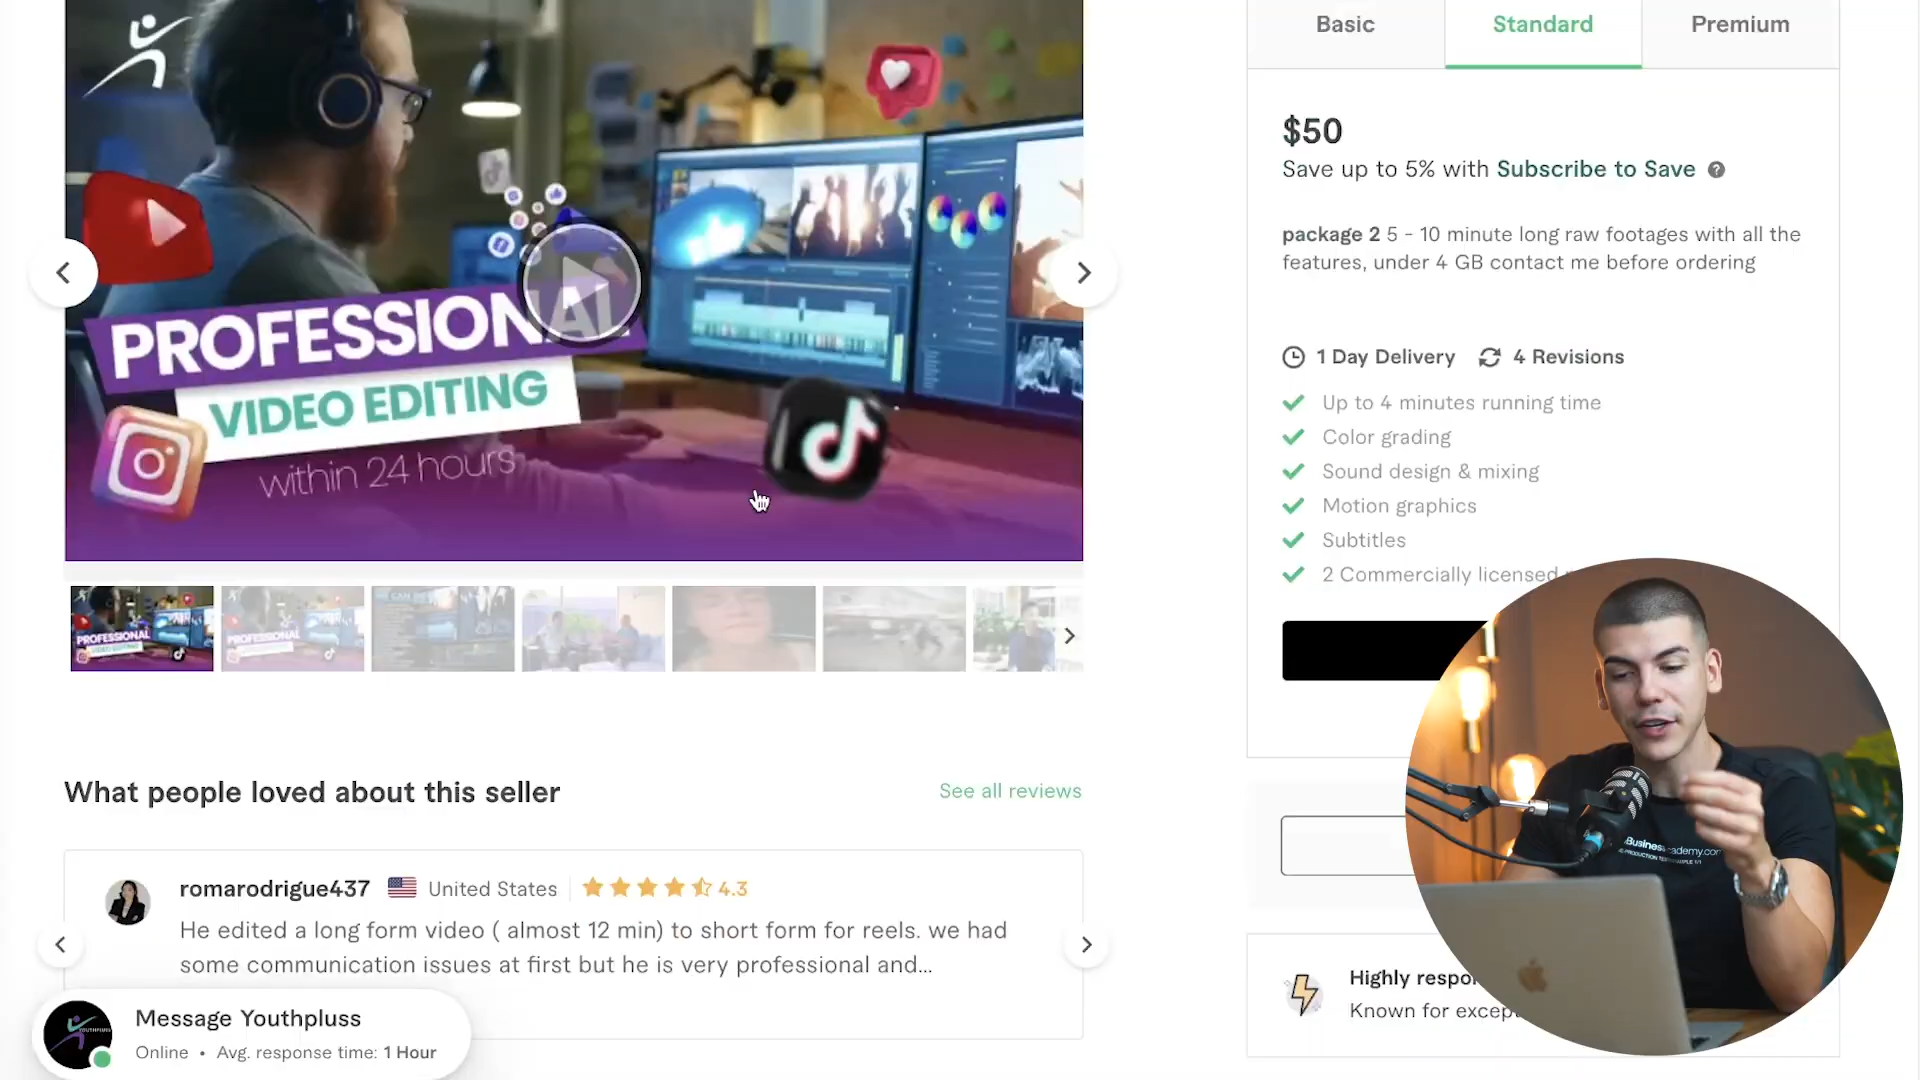 Basic
Standard
Premium
$50
Save up to 5% with Subscribe to Save
package 2 5 - 10 minute long raw footages with all the
features, under 4 GB contact me before ordering
1 Day Delivery
4 Revisions
Up to 4 minutes running time
Color grading
Sound design & mixing
Motion graphics
Subtitles
2 Commercially licensed
PROFESSIONAL
VIDEO EDITING
within 24 hours
PROFESSIONAL
VIDEO EDITING
PROFESSIONAL
What people loved about this seller
See all reviews
romarodrigue437
United States
4.3
He edited a long form video ( almost 12 min) to short form for reels. we had
some communication issues at first but he is very professional and...
Message Youthpluss
Online • Avg. response time: 1 Hour
Highly respo
Known for excep